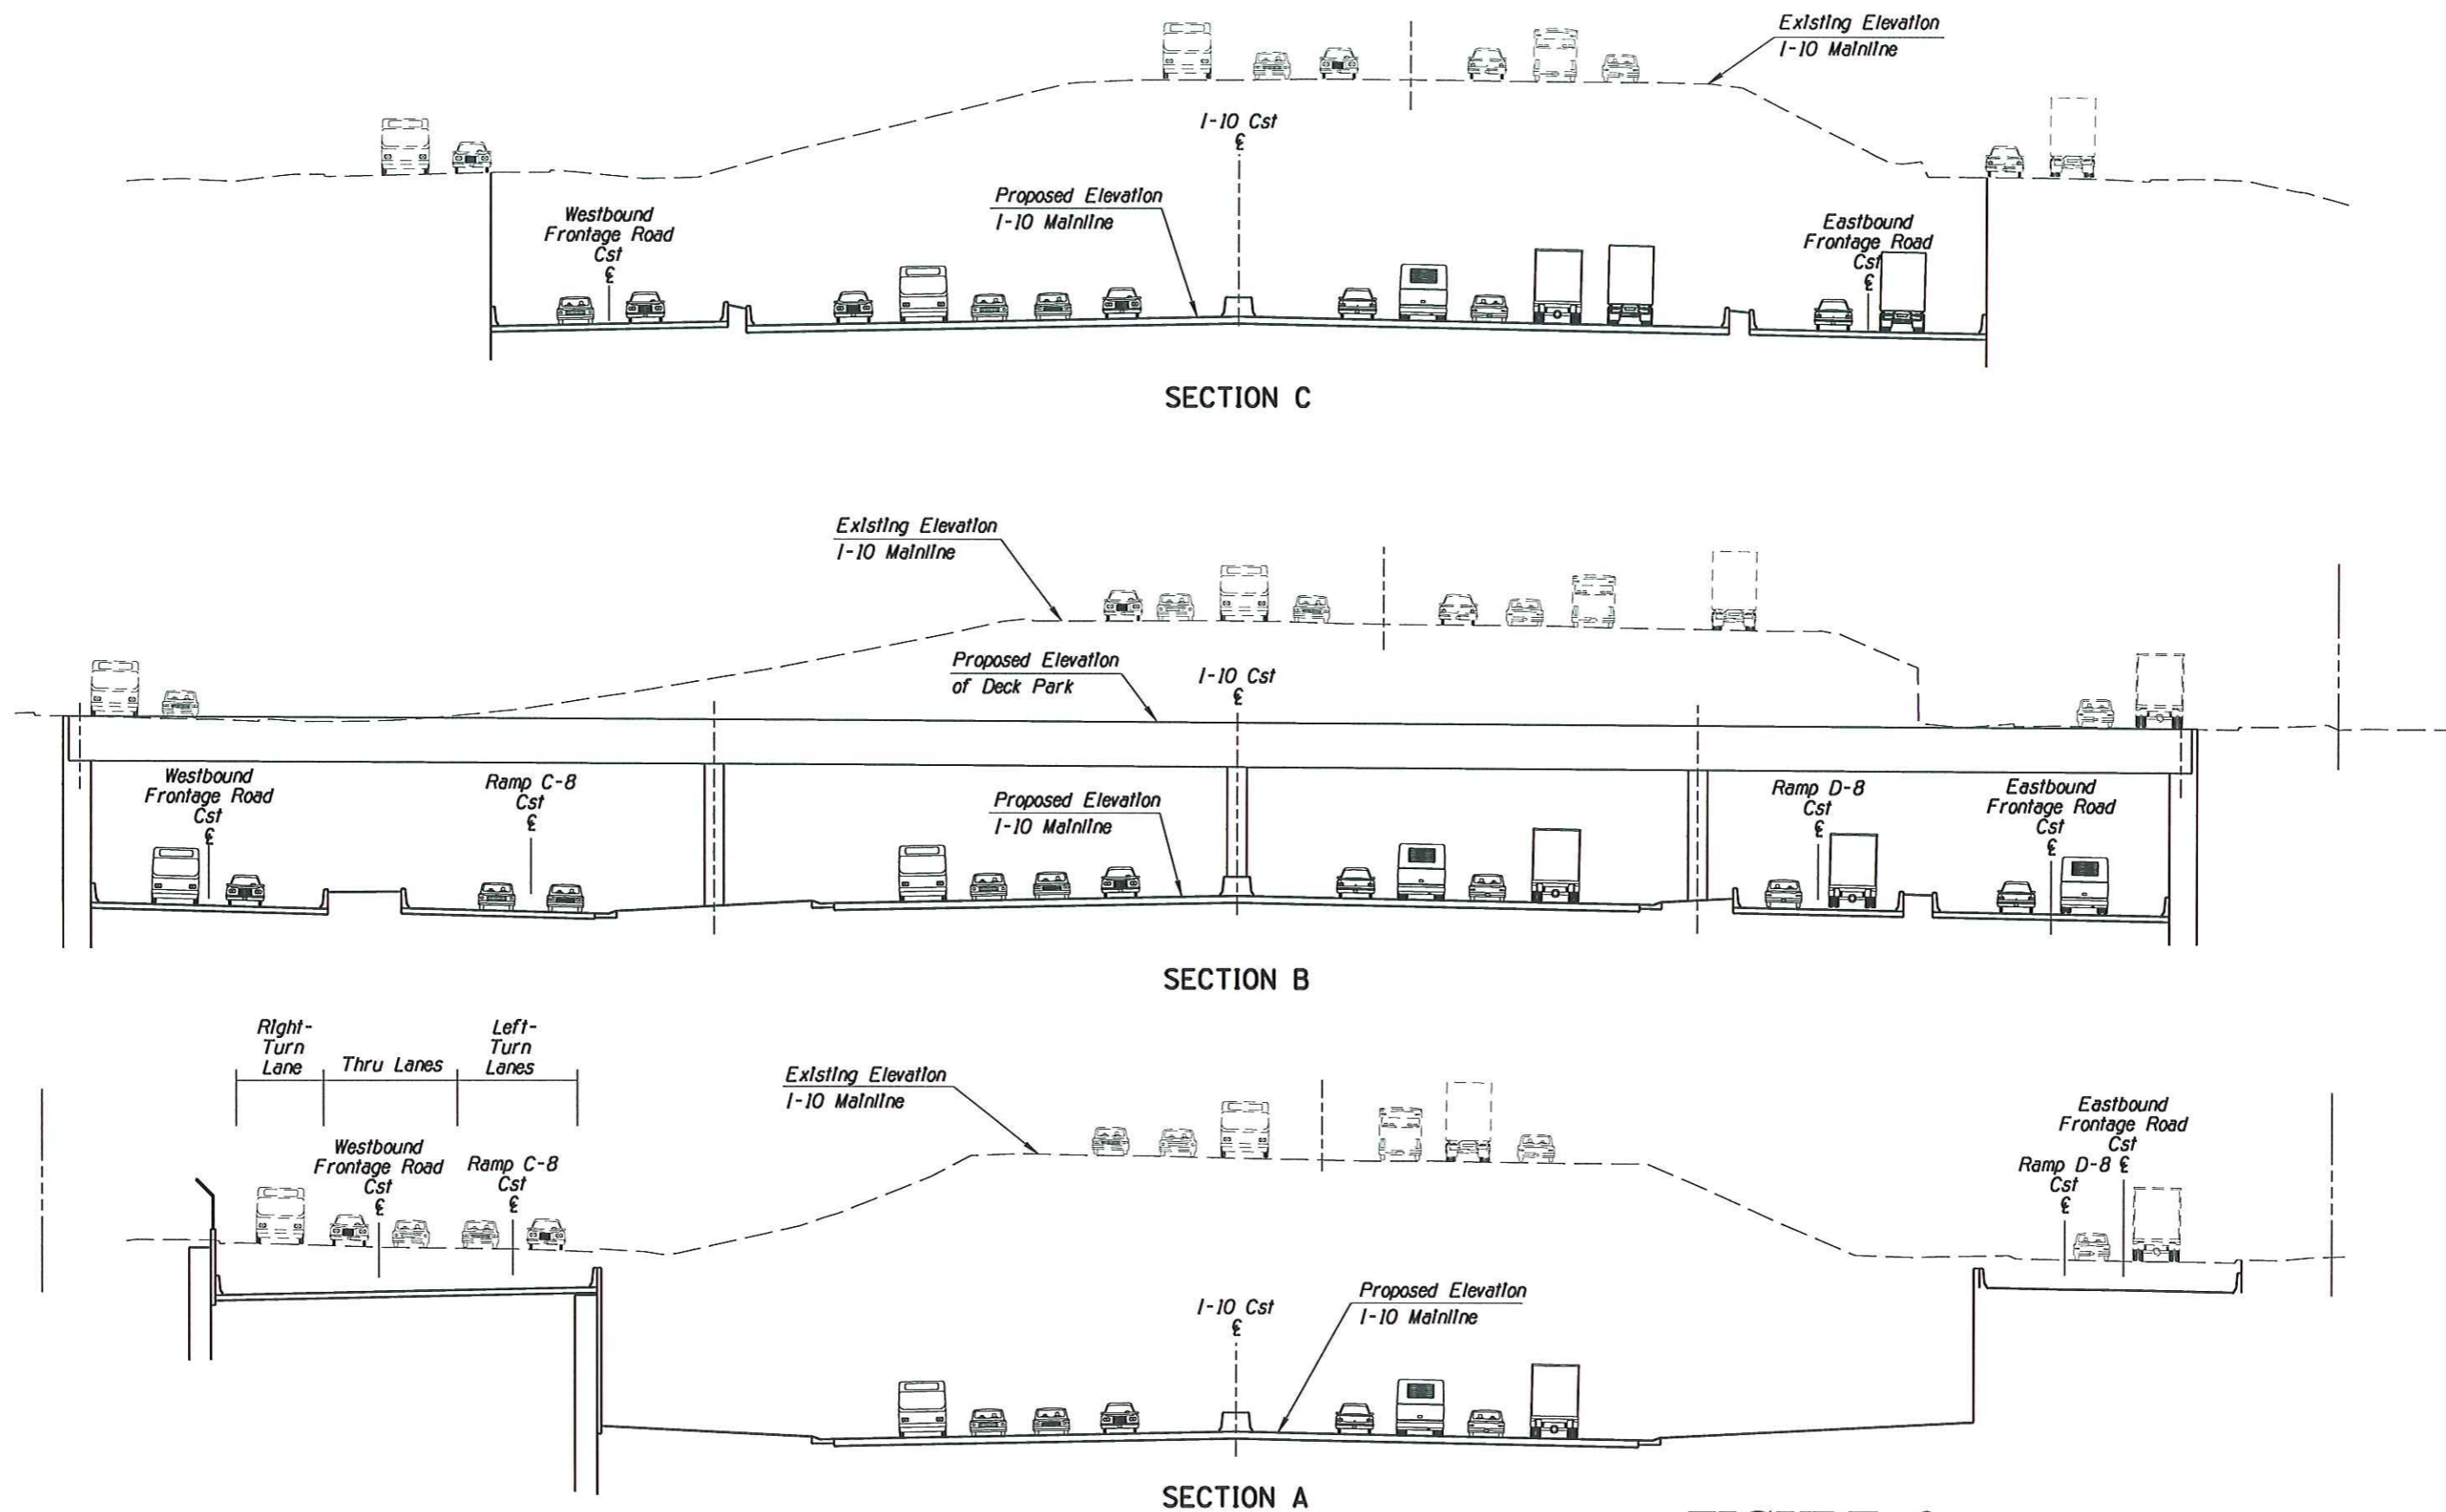 Existing Elevation
I-10 Mainline
I-10 Cst
℄
Proposed Elevation
I-10 Mainline
Westbound
Frontage Road
Cst
℄
Eastbound
Frontage Road
Cst
℄
SECTION C
Existing Elevation
I-10 Mainline
Proposed Elevation
of Deck Park
I-10 Cst
℄
Westbound
Frontage Road
Cst
℄
Ramp C-8
Cst
℄
Proposed Elevation
I-10 Mainline
Ramp D-8
Cst
℄
Eastbound
Frontage Road
Cst
℄
SECTION B
Right-
Turn
Lane
Thru Lanes
Left-
Turn
Lanes
Existing Elevation
I-10 Mainline
Westbound
Frontage Road
Cst
℄
Ramp C-8
Cst
℄
Eastbound
Frontage Road
Cst
℄
Ramp D-8
Cst
℄
I-10 Cst
℄
Proposed Elevation
I-10 Mainline
SECTION A